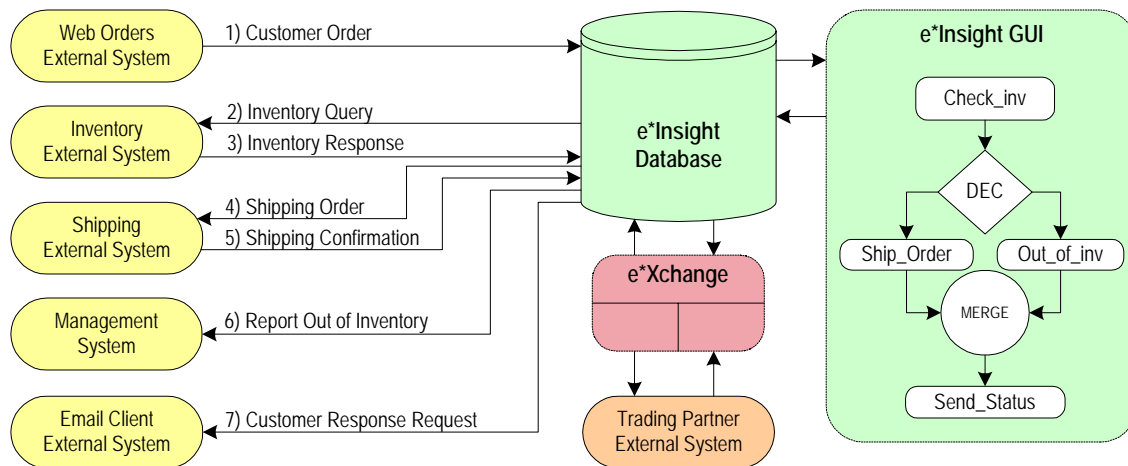 Web Orders
External System
1) Customer Order
Inventory
External System
2) Inventory Query
3) Inventory Response
Shipping
External System
4) Shipping Order
5) Shipping Confirmation
Management
System
6) Report Out of Inventory
Email Client
External System
7) Customer Response Request
e*Insight
Database
e*Xchange
Trading Partner
External System
e*Insight GUI
Check_inv
DEC
Ship_Order
Out_of_inv
MERGE
Send_Status